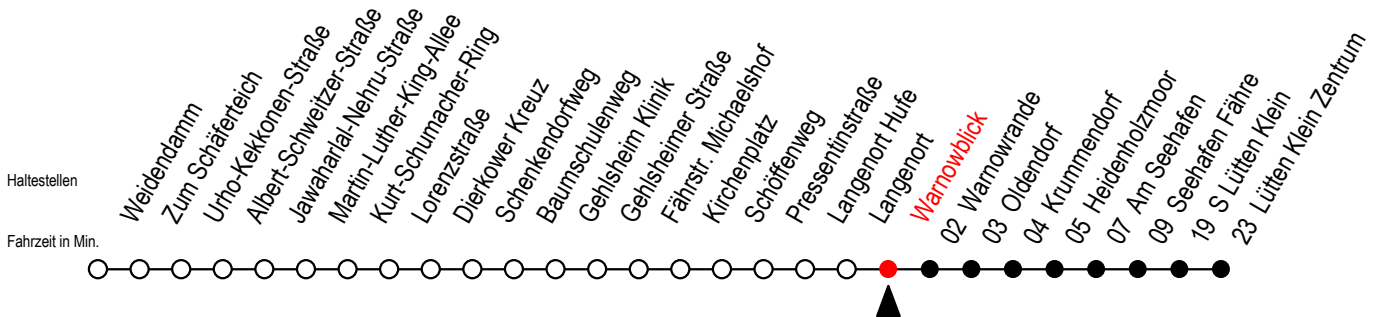 Haltestellen
Fahrzeit in Min.
Weidendamm
Zum Schäferteich
Urho-Kekkonen-Straße
Albert-Schweitzer-Straße
Jawaharlal-Nehru-Straße
Martin-Luther-King-Allee
Kurt-Schumacher-Ring
Lorenzstraße
Dierkower Kreuz
Schenkendorfweg
Baumschulenweg
Gehlsheim Klinik
Gehlsheimer Straße
Fährstr. Michaelshof
Kirchenplatz
Schöffenweg
Pressentinstraße
Langenort Hufe
Langenort
Warnowblick
02 Warnowrande
03 Oldendorf
04 Krummendorf
05 Heidenholzmoor
07 Am Seehafen
09 Seehafen Fähre
19 S Lütten Klein
23 Lütten Klein Zentrum